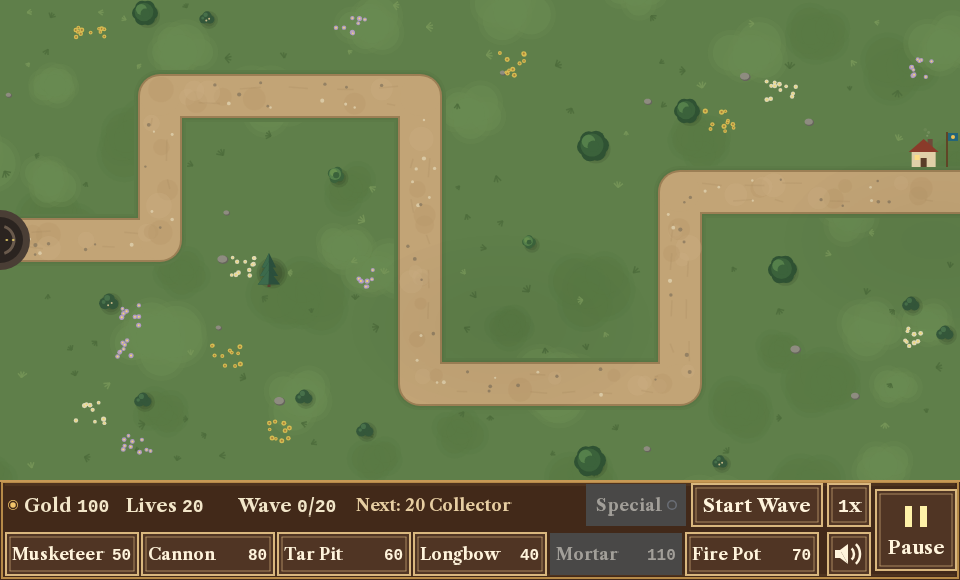 Gold 100 Lives 20 Wave 0/20 Next: 20 Collector Special Start Wave 1x
Musketeer 50 Cannon 80 Tar Pit 60 Longbow 40 Mortar 110 Fire Pot 70 Pause